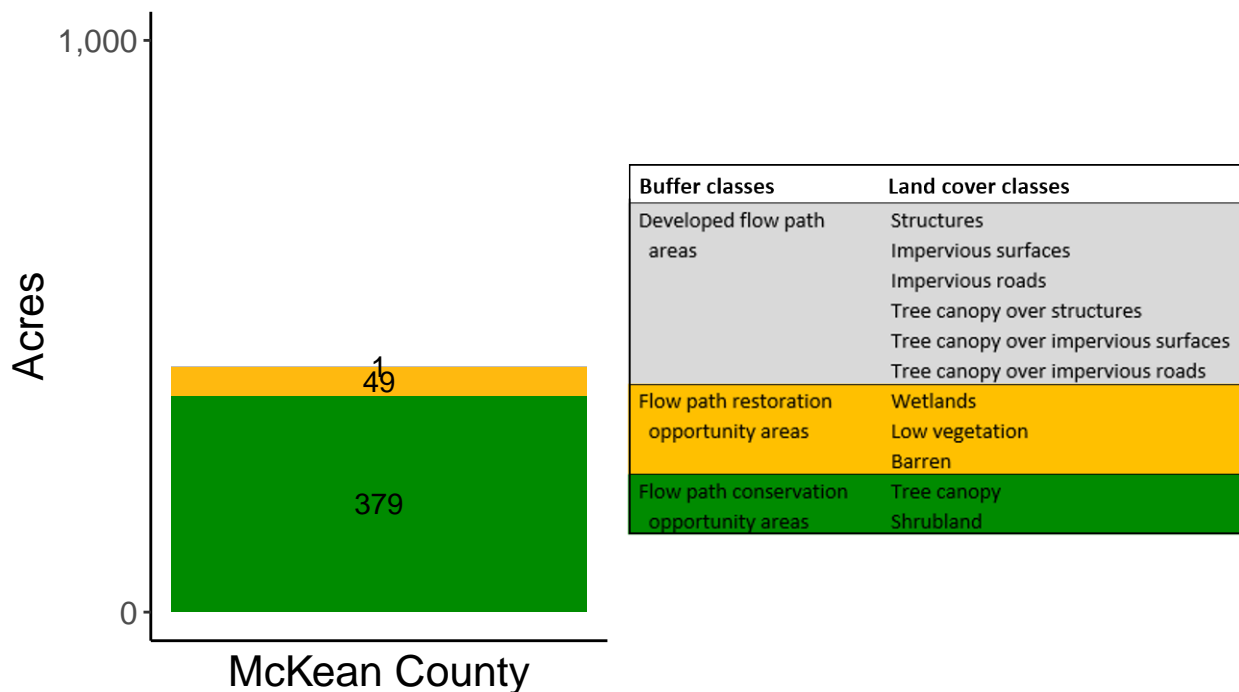 1,000
Acres
1
49
379
0
McKean County
Buffer classes Land cover classes
Developed flow path Structures
areas Impervious surfaces
Impervious roads
Tree canopy over structures
Tree canopy over impervious surfaces
Tree canopy over impervious roads
Flow path restoration Wetlands
opportunity areas Low vegetation
Barren
Flow path conservation Tree canopy
opportunity areas Shrubland